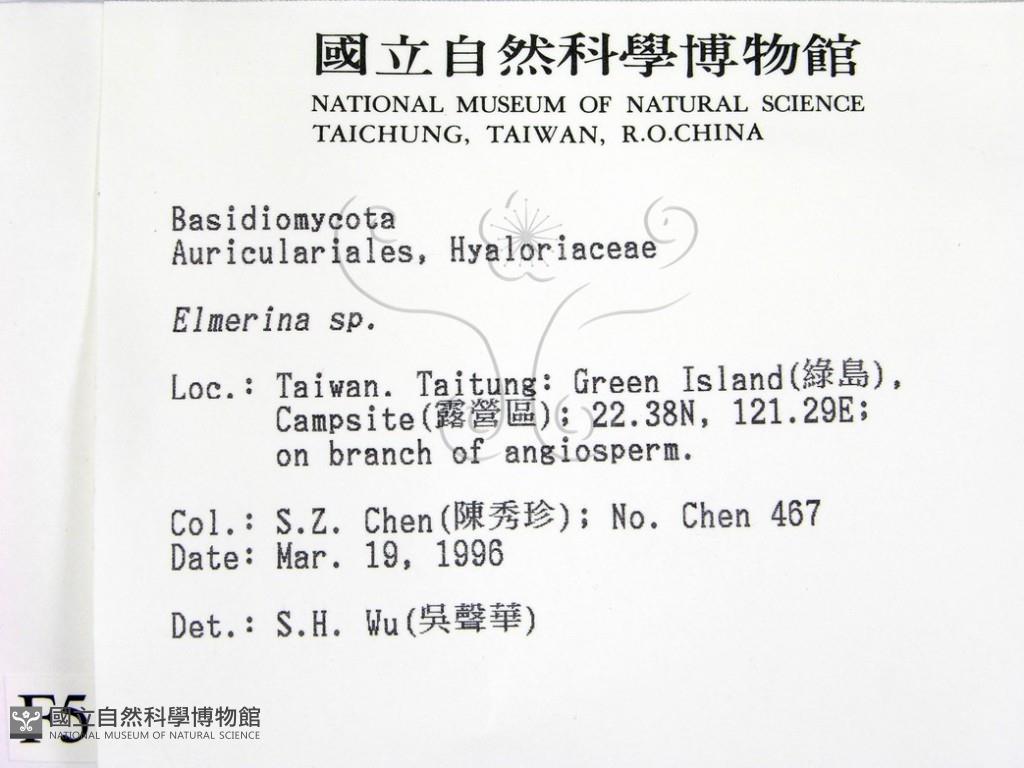 國立自然科學博物館
NATIONAL MUSEUM OF NATURAL SCIENCE
TAICHUNG, TAIWAN, R.O.CHINA
Basidiomycota
Auriculariales, Hyaloriaceae
Elmerina sp.
Loc.: Taiwan. Taitung: Green Island(綠島),
Campsite(露營區); 22.38N, 121.29E;
on branch of angiosperm.
Col.: S.Z. Chen(陳秀珍); No. Chen 467
Date: Mar. 19, 1996
Det.: S.H. Wu(吳聲華)
F5
國立自然科學博物館
NATIONAL MUSEUM OF NATURAL SCIENCE